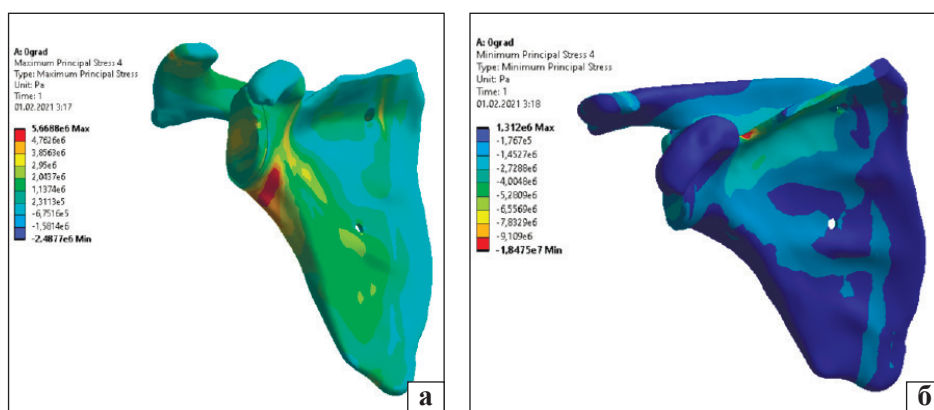 A: 0grad
Maximum Principal Stress 4
Type: Maximum Principal Stress
Unit: Pa
Time: 1
01.02.2021 3:17
5,6688e6 Max
4,7626e6
3,8563e6
2,95e6
2,0437e6
1,1374e6
2,3113e5
-6,7516e5
-1,5814e6
-2,4877e6 Min
а
A: 0grad
Minimum Principal Stress 4
Type: Minimum Principal Stress
Unit: Pa
Time: 1
01.02.2021 3:18
1,312e6 Max
-1,767e5
-1,4527e6
-2,7288e6
-4,0048e6
-5,2809e6
-6,5569e6
-7,8329e6
-9,109e6
-1,8475e7 Min
б